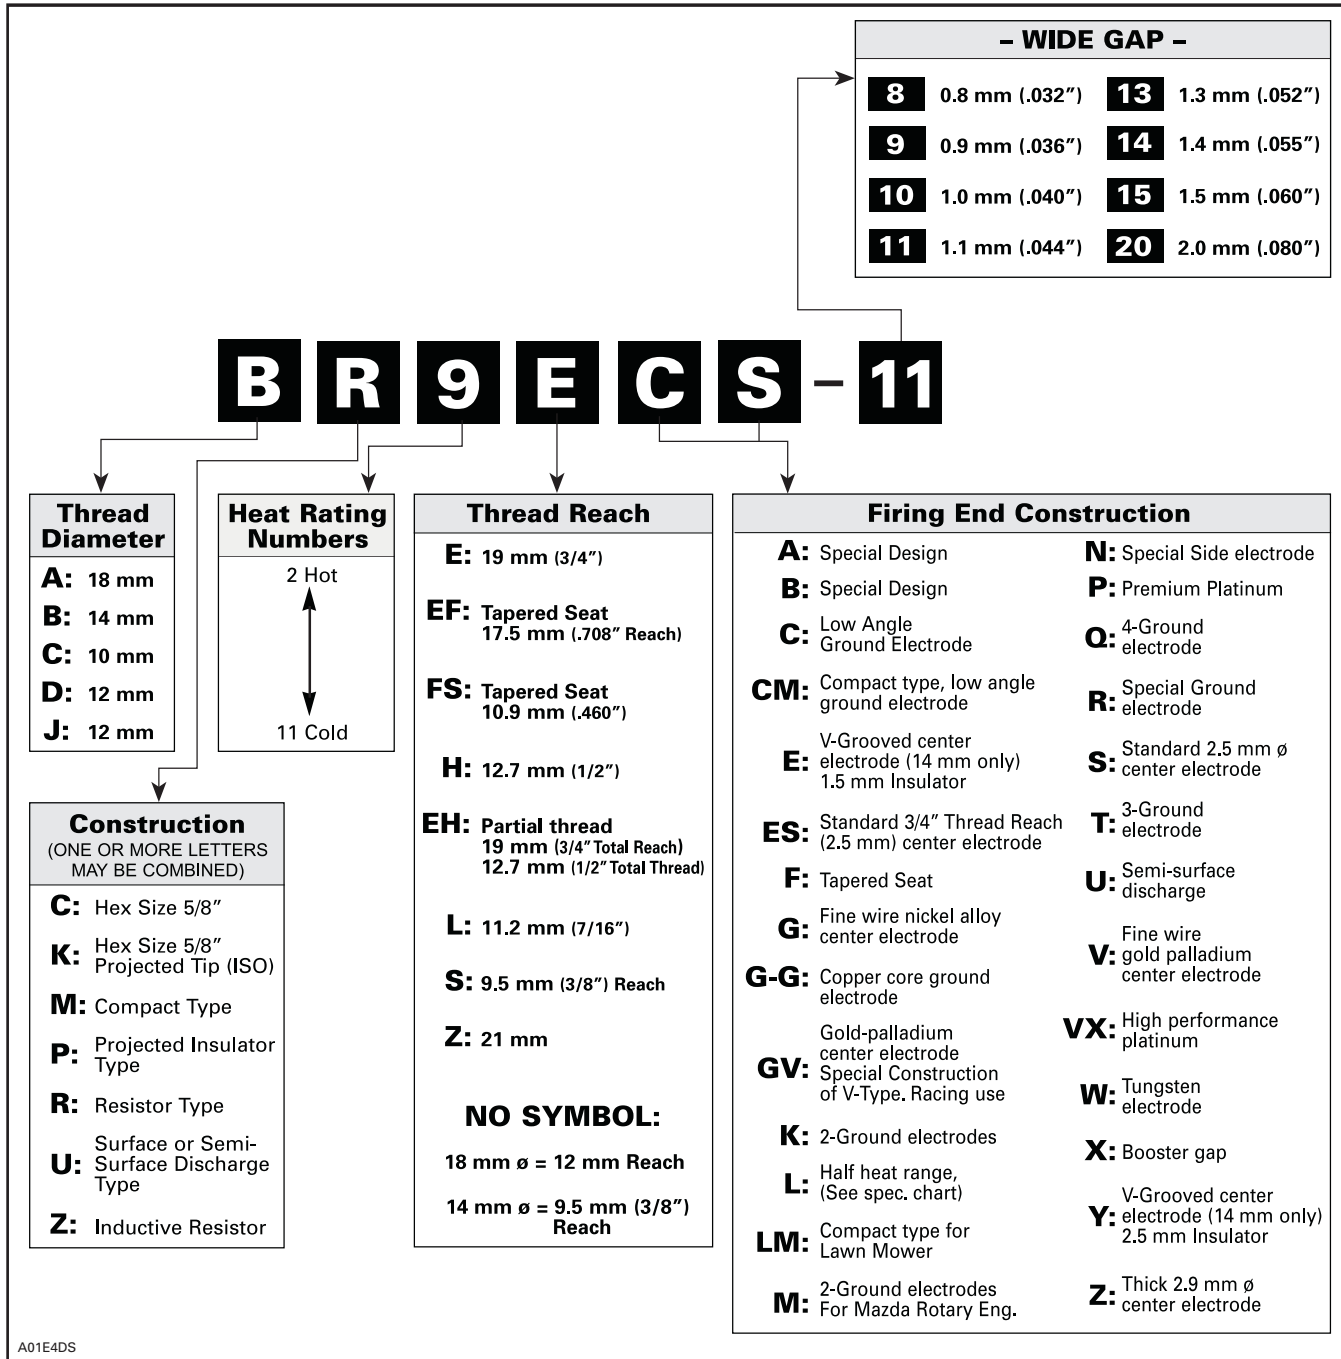 – WIDE GAP –
8 0.8 mm (.032″) 13 1.3 mm (.052″)
9 0.9 mm (.036″) 14 1.4 mm (.055″)
10 1.0 mm (.040″) 15 1.5 mm (.060″)
11 1.1 mm (.044″) 20 2.0 mm (.080″)
B R 9 E C S – 11
Thread
Diameter
A: 18 mm
B: 14 mm
C: 10 mm
D: 12 mm
J: 12 mm
Construction
(ONE OR MORE LETTERS
MAY BE COMBINED)
C: Hex Size 5/8″
K: Hex Size 5/8″
Projected Tip (ISO)
M: Compact Type
P: Projected Insulator
Type
R: Resistor Type
U: Surface or Semi-
Surface Discharge
Type
Z: Inductive Resistor
Heat Rating
Numbers
2 Hot
11 Cold
Thread Reach
E: 19 mm (3/4″)
EF: Tapered Seat
17.5 mm (.708″ Reach)
FS: Tapered Seat
10.9 mm (.460″)
H: 12.7 mm (1/2″)
EH: Partial thread
19 mm (3/4″ Total Reach)
12.7 mm (1/2″ Total Thread)
L: 11.2 mm (7/16″)
S: 9.5 mm (3/8″) Reach
Z: 21 mm
NO SYMBOL:
18 mm ø = 12 mm Reach
14 mm ø = 9.5 mm (3/8″)
Reach
Firing End Construction
A: Special Design
B: Special Design
C: Low Angle
Ground Electrode
CM: Compact type, low angle
ground electrode
E: V-Grooved center
electrode (14 mm only)
1.5 mm Insulator
ES: Standard 3/4″ Thread Reach
(2.5 mm) center electrode
F: Tapered Seat
G: Fine wire nickel alloy
center electrode
G-G: Copper core ground
electrode
GV: Gold-palladium
center electrode
Special Construction
of V-Type. Racing use
K: 2-Ground electrodes
L: Half heat range,
(See spec. chart)
LM: Compact type for
Lawn Mower
M: 2-Ground electrodes
For Mazda Rotary Eng.
N: Special Side electrode
P: Premium Platinum
Q: 4-Ground
electrode
R: Special Ground
electrode
S: Standard 2.5 mm ø
center electrode
T: 3-Ground
electrode
U: Semi-surface
discharge
V: Fine wire
gold palladium
center electrode
VX: High performance
platinum
W: Tungsten
electrode
X: Booster gap
Y: V-Grooved center
electrode (14 mm only)
2.5 mm Insulator
Z: Thick 2.9 mm ø
center electrode
A01E4DS